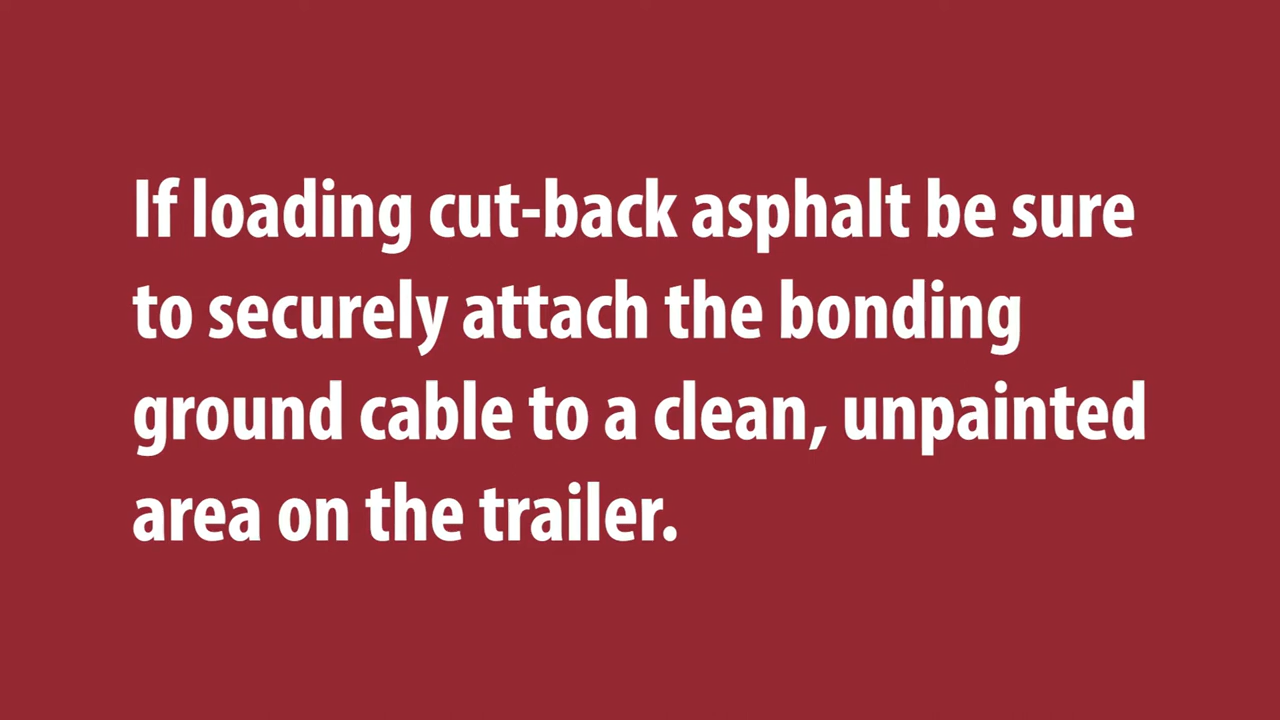 If loading cut-back asphalt be sure
to securely attach the bonding
ground cable to a clean, unpainted
area on the trailer.